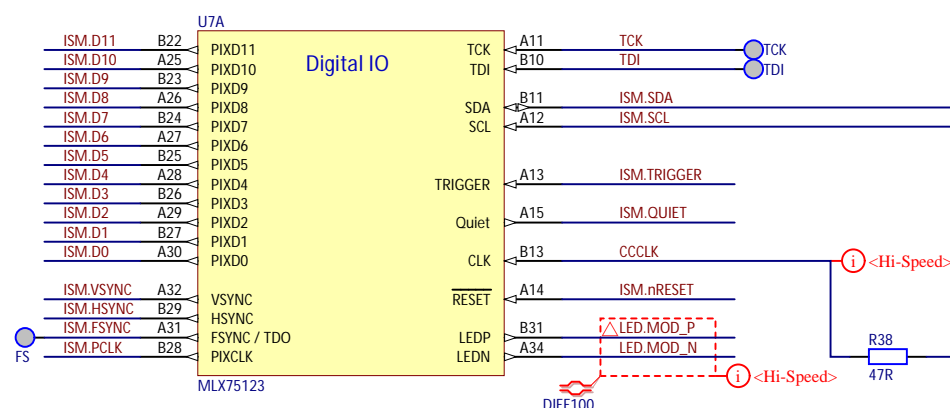 U7A
ISM.D11 B22 PIXD11 TCK A11 TCK TCK
ISM.D10 A25 PIXD10 Digital IO TDI B10 TDI TDI
ISM.D9 B23 PIXD9
ISM.D8 A26 PIXD8 SDA B11 ISM.SDA
ISM.D7 B24 PIXD7 SCL A12 ISM.SCL
ISM.D6 A27 PIXD6
ISM.D5 B25 PIXD5
ISM.D4 A28 PIXD4 TRIGGER A13 ISM.TRIGGER
ISM.D3 B26 PIXD3
ISM.D2 A29 PIXD2 Quiet A15 ISM.QUIET
ISM.D1 B27 PIXD1
ISM.D0 A30 PIXD0 CLK B13 CCCLK i <Hi-Speed>
ISM.VSYNC A32 VSYNC RESET A14 ISM.nRESET
ISM.HSYNC B29 HSYNC
ISM.FSYNC A31 FSYNC / TDO LEDP B31 LED.MOD_P
FS ISM.PCLK B28 PIXCLK LEDN A34 LED.MOD_N
R38
47R
i <Hi-Speed>
MLX75123
DIFF100